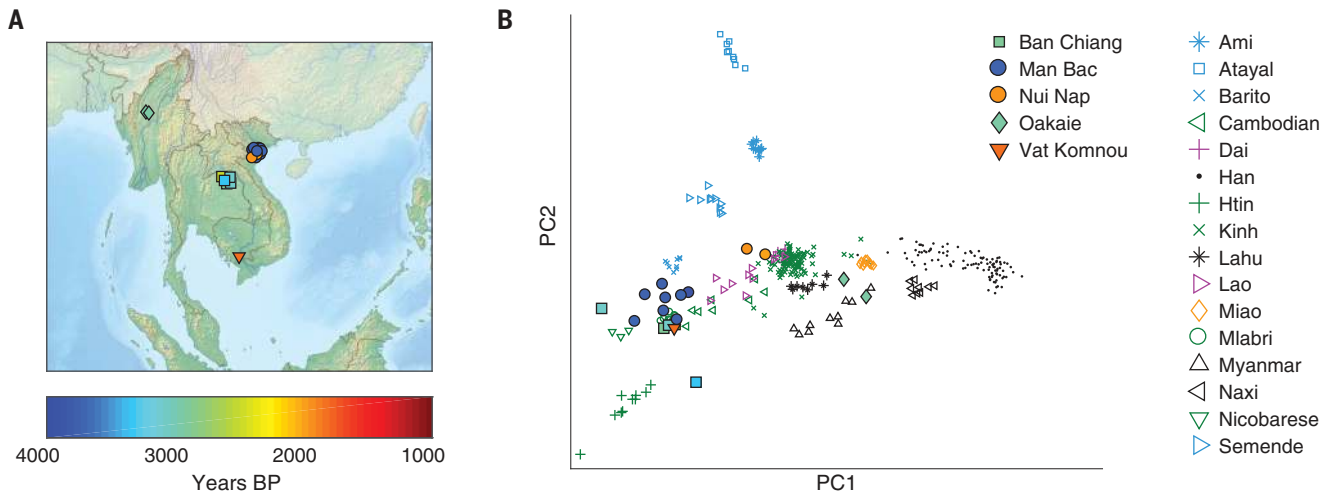 A
4000 3000 2000 1000
Years BP
B
PC2
PC1
Ban Chiang
Man Bac
Nui Nap
Oakaie
Vat Komnou
Ami
Atayal
Barito
Cambodian
Dai
Han
Htin
Kinh
Lahu
Lao
Miao
Mlabri
Myanmar
Naxi
Nicobarese
Semende